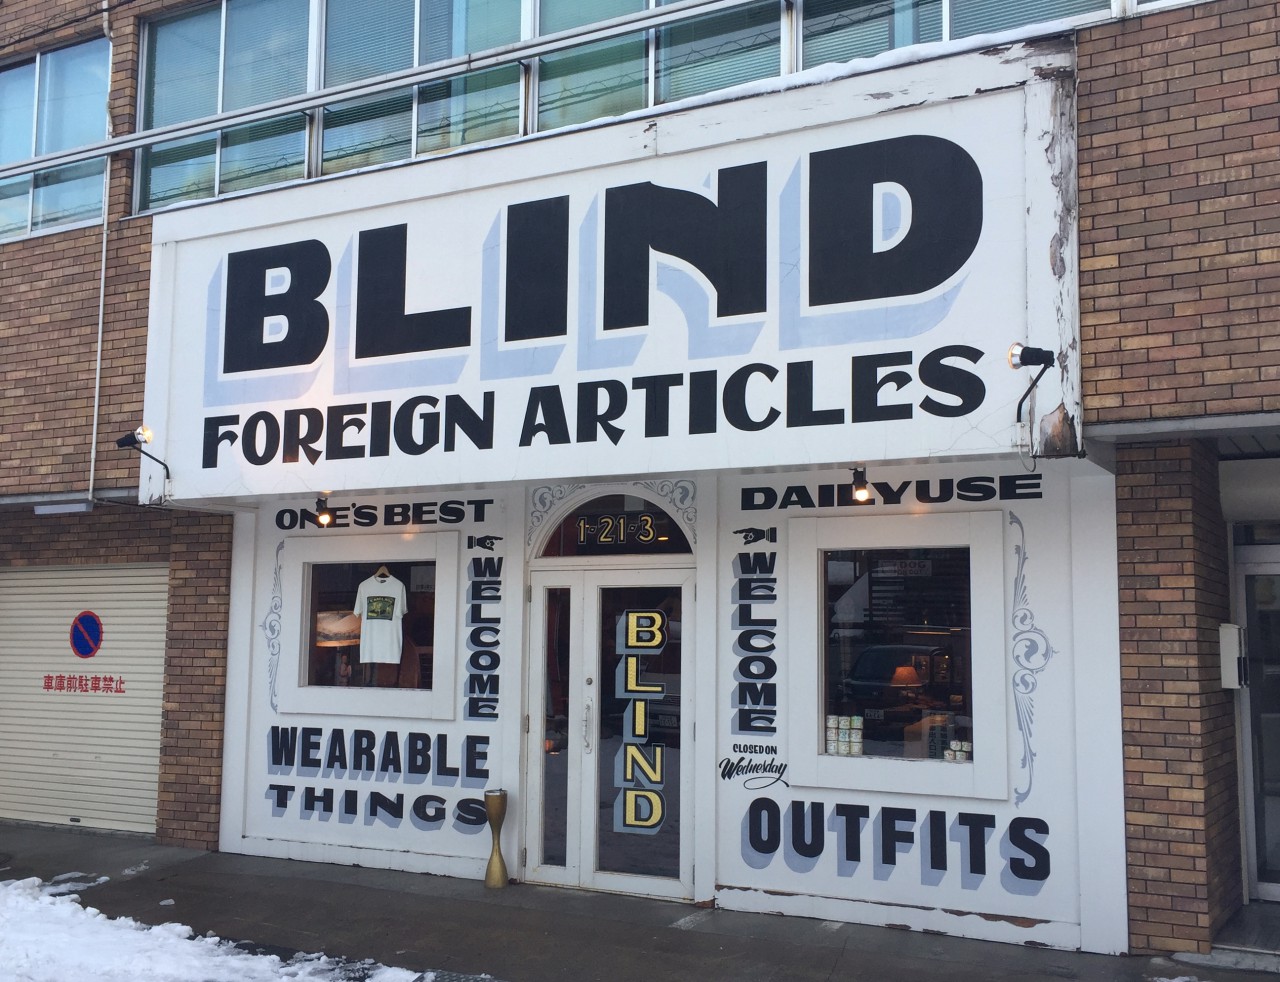 BLIND
FOREIGN ARTICLES
ONE'S BEST
DAILYUSE
1-21-3
WELCOME
WELCOME
BLIND
DOG
CLOSED ON
Wednesday
車庫前駐車禁止
WEARABLE
THINGS
OUTFITS